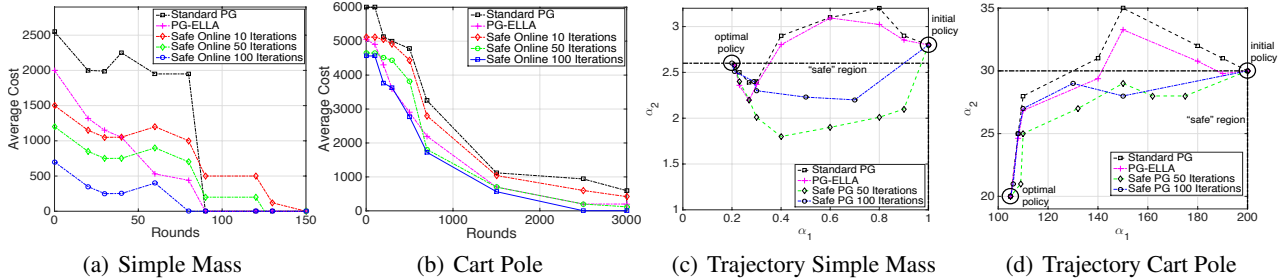 2500
2000
1500
1000
500
0
Average Cost
0
50
100
150
Rounds
Standard PG
PG-ELLA
Safe Online 10 Iterations
Safe Online 50 Iterations
Safe Online 100 Iterations
(a) Simple Mass
6000
5000
4000
3000
2000
1000
0
Average Cost
0
1000
2000
3000
Rounds
Standard PG
PG-ELLA
Safe Online 10 Iterations
Safe Online 50 Iterations
Safe Online 100 Iterations
(b) Cart Pole
3
2.6
2.2
1.8
1.4
1
α2
0
0.2
0.4
0.6
0.8
1
α1
optimal
policy
initial
policy
"safe" region
Standard PG
PG-ELLA
Safe PG 50 Iterations
Safe PG 100 Iterations
(c) Trajectory Simple Mass
35
30
25
20
α2
100
120
140
160
180
200
α1
initial
policy
"safe" region
optimal
policy
Standard PG
PG-ELLA
Safe PG 50 Iterations
Safe PG 100 Iterations
(d) Trajectory Cart Pole